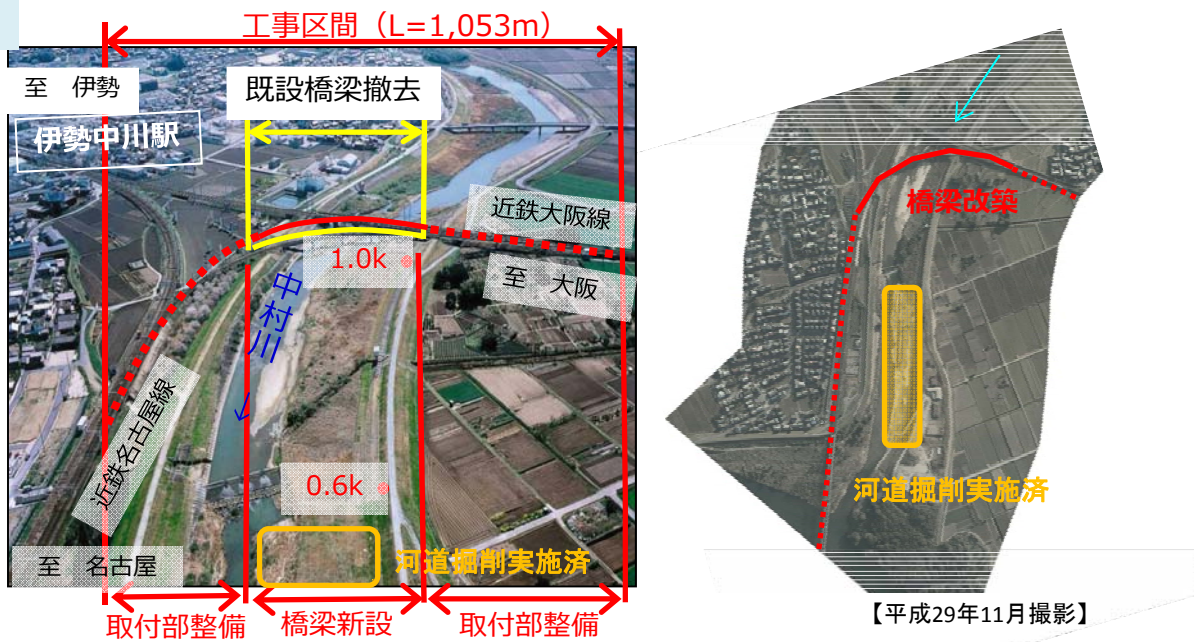 工事区間（L=1,053m）
至　伊勢
既設橋梁撤去
伊勢中川駅
近鉄大阪線
1.0k
至　大阪
中村川
近鉄名古屋線
0.6k
河道掘削実施済
至　名古屋
取付部整備
橋梁新設
取付部整備
橋梁改築
河道掘削実施済
【平成29年11月撮影】